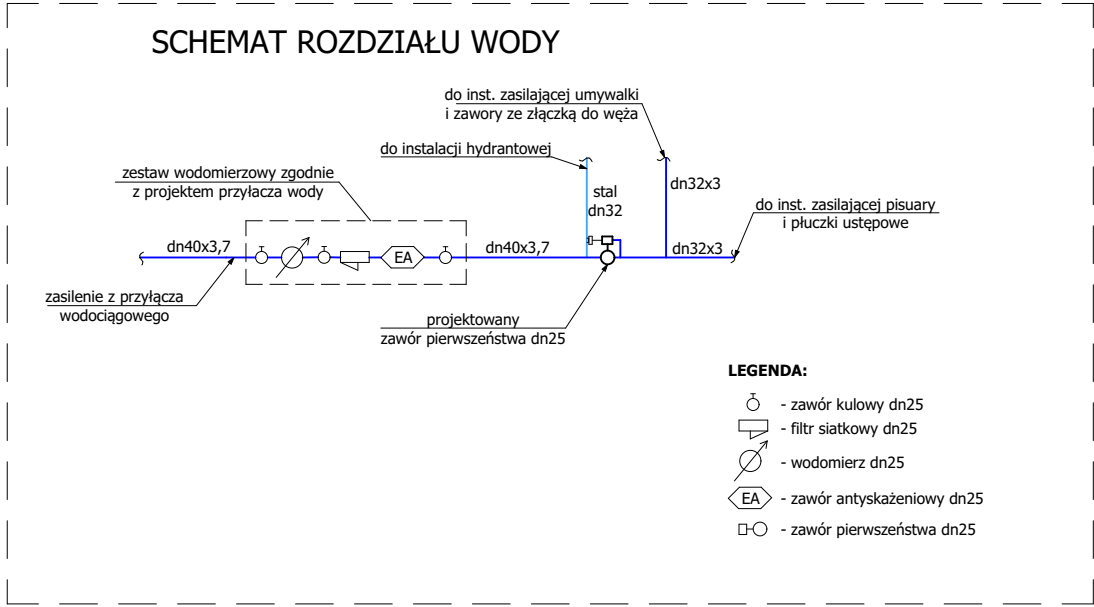 SCHEMAT ROZDZIAŁU WODY
do inst. zasilającej umywalki
i zawory ze złączką do węża
do instalacji hydrantowej
zestaw wodomierzowy zgodnie
z projektem przyłacza wody
stal
dn32
dn32x3
do inst. zasilającej pisuary
i płuczki ustępowe
dn40x3,7
EA
dn40x3,7
dn32x3
zasilenie z przyłącza
wodociągowego
projektowany
zawór pierwszeństwa dn25
LEGENDA:
- zawór kulowy dn25
- filtr siatkowy dn25
- wodomierz dn25
EA - zawór antyskażeniowy dn25
- zawór pierwszeństwa dn25